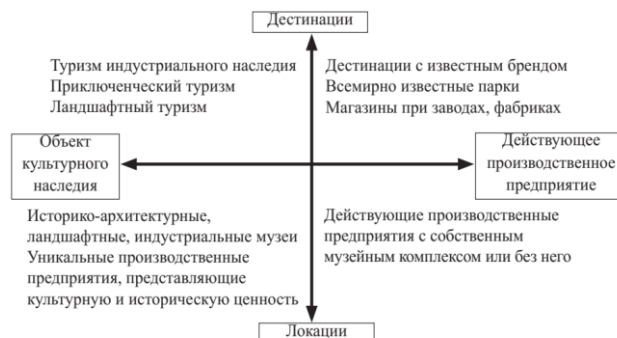 Дестинации
Туризм индустриального наследия
Приключенческий туризм
Ландшафтный туризм
Дестинации с известным брендом
Всемирно известные парки
Магазины при заводах, фабриках
Объект
культурного
наследия
Действующее
производственное
предприятие
Историко-архитектурные,
ландшафтные, индустриальные музеи
Уникальные производственные
предприятия, представляющие
культурную и историческую ценность
Действующие производственные
предприятия с собственным
музейным комплексом или без него
Локации